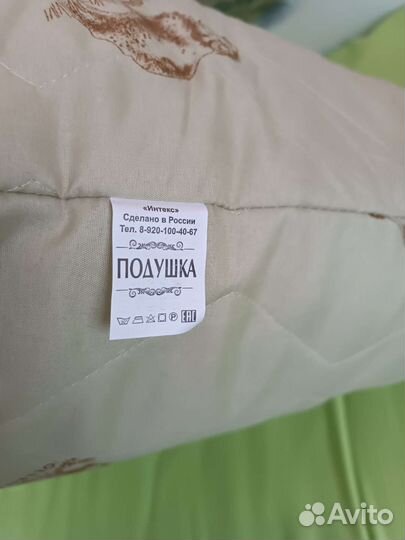 «Интекс»
Сделано в России
Тел. 8-920-100-40-67
ПОДУШКА
P EAC
Avito